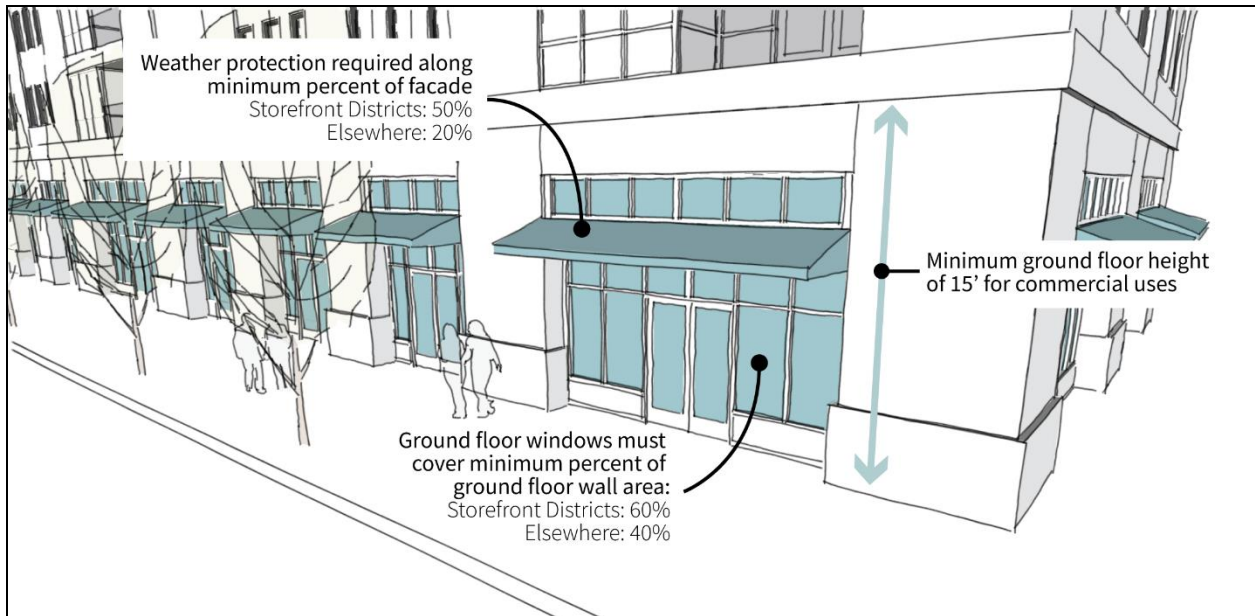 Weather protection required along
minimum percent of facade
Storefront Districts: 50%
Elsewhere: 20%
Minimum ground floor height
of 15’ for commercial uses
Ground floor windows must
cover minimum percent of
ground floor wall area:
Storefront Districts: 60%
Elsewhere: 40%